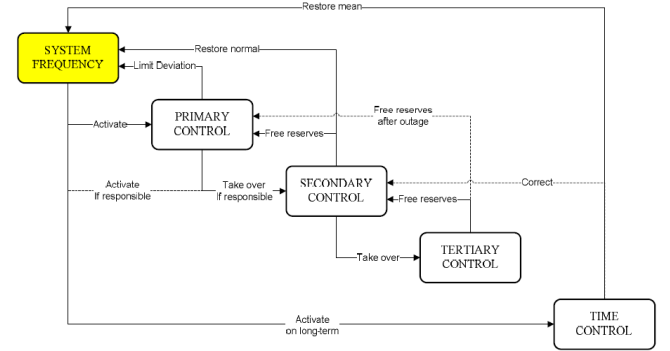 Restore mean
SYSTEM
FREQUENCY
Restore normal
Limit Deviation
PRIMARY
CONTROL
Activate
Free reserves
Free reserves
after outage
Activate
If responsible
Take over
If responsible
SECONDARY
CONTROL
Correct
Free reserves
Take over
TERTIARY
CONTROL
Activate
on long-term
TIME
CONTROL